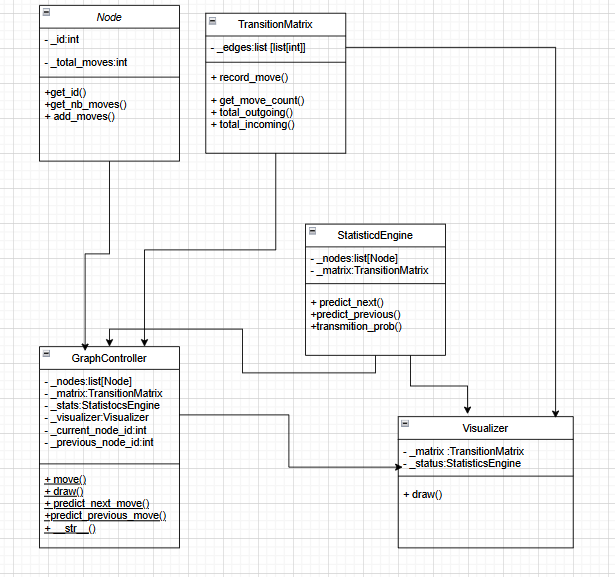 Node
- _id:int
- _total_moves:int
+get_id()
+get_nb_moves()
+ add_moves()
TransitionMatrix
- _edges:list [list[int]]
+ record_move()
+ get_move_count()
+ total_outgoing()
+ total_incoming()
StatisticdEngine
- _nodes:list[Node]
- _matrix:TransitionMatrix
+ predict_next()
+predict_previous()
+transmition_prob()
GraphController
- _nodes:list[Node]
- _matrix:TransitionMatrix
- _stats:StatistocsEngine
- _visualizer:Visualizer
- _current_node_id:int
- _previous_node_id:int
+ move()
+ draw()
+ predict_next_move()
+predict_previous_move()
+ __str__()
Visualizer
- _matrix :TransitionMatrix
- _status:StatisticsEngine
+ draw()